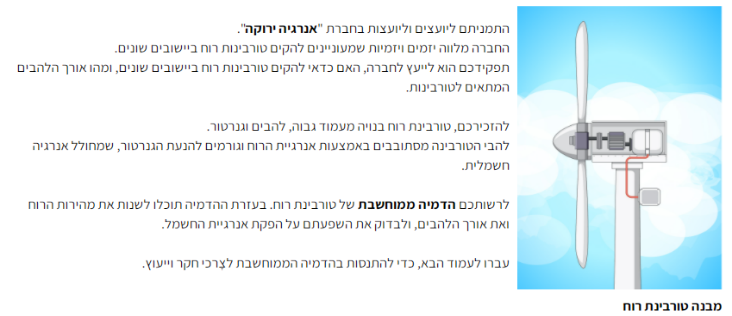 התמניתם ליועצים וליועצות בחברת "אנרגיה ירוקה".
החברה מלווה יזמים ויזמיות שמעוניינים להקים טורבינות רוח ביישובים שונים.
תפקידכם הוא לייעץ לחברה, האם כדאי להקים טורבינות רוח ביישובים שונים, ומהו אורך הלהבים
המתאים לטורבינות.
להזכירכם, טורבינת רוח בנויה מעמוד גבוה, להבים וגנרטור.
להבי הטורבינה מסתובבים באמצעות אנרגיית הרוח וגורמים להנעת הגנרטור, שמחולל אנרגיה
חשמלית.
לרשותכם הדמיה ממוחשבת של טורבינת רוח. בעזרת ההדמיה תוכלו לשנות את מהירות הרוח
ואת אורך הלהבים, ולבדוק את השפעתם על הפקת אנרגיית החשמל.
עברו לעמוד הבא, כדי להתנסות בהדמיה הממוחשבת לצָרכי חקר וייעוץ.
מבנה טורבינת רוח